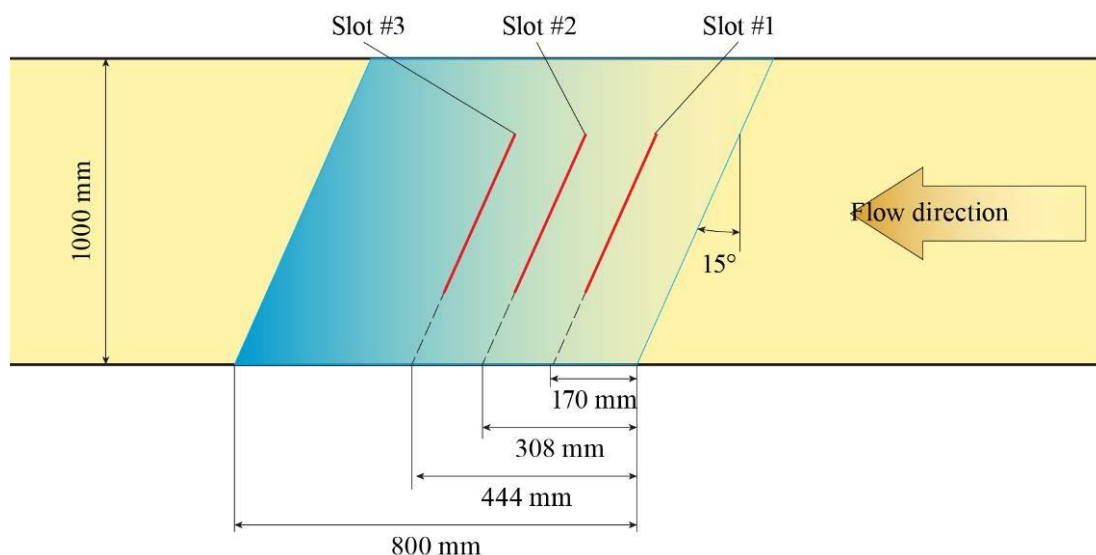 Slot #3
Slot #2
Slot #1
1000 mm
Flow direction
15°
170 mm
308 mm
444 mm
800 mm